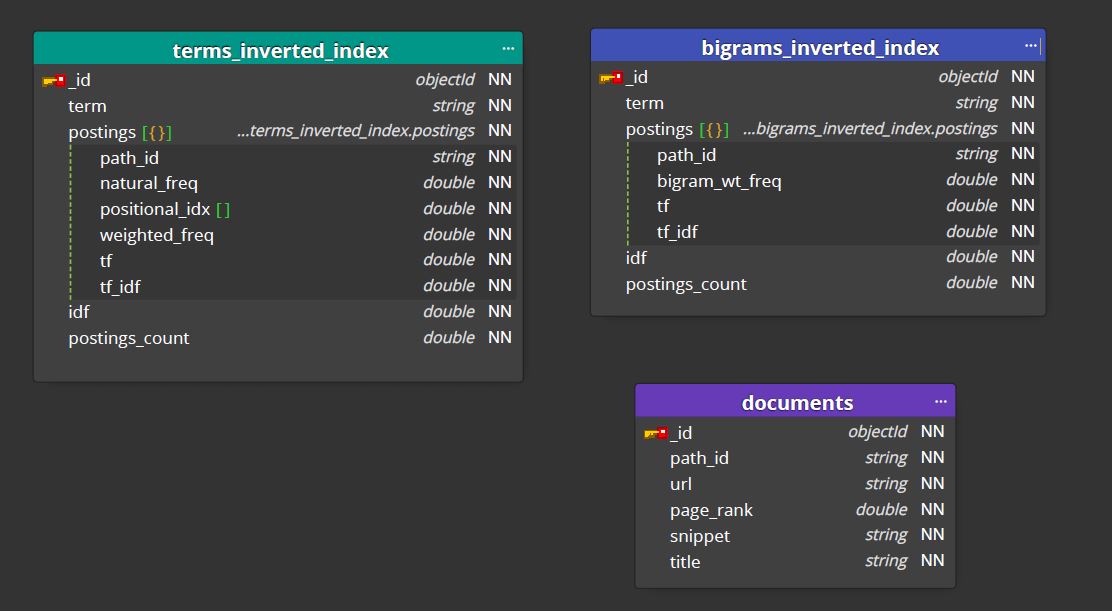 terms_inverted_index ...
_id objectId NN
term string NN
postings [{}] ...terms_inverted_index.postings NN
path_id string NN
natural_freq double NN
positional_idx [] double NN
weighted_freq double NN
tf double NN
tf_idf double NN
idf double NN
postings_count double NN
bigrams_inverted_index ...
_id objectId NN
term string NN
postings [{}] ...bigrams_inverted_index.postings NN
path_id string NN
bigram_wt_freq double NN
tf double NN
tf_idf double NN
idf double NN
postings_count double NN
documents ...
_id objectId NN
path_id string NN
url string NN
page_rank double NN
snippet string NN
title string NN